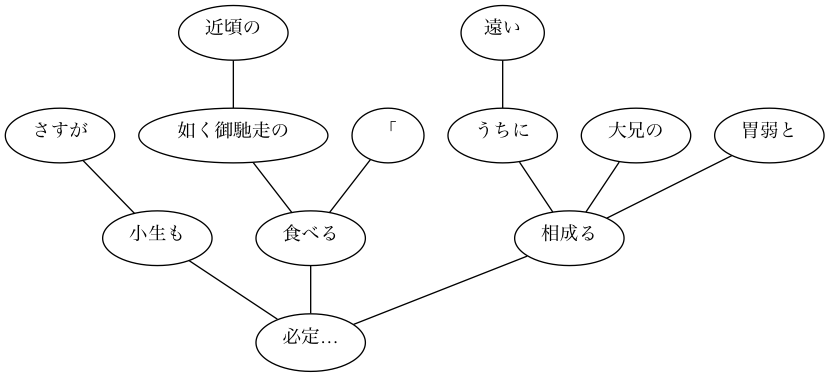 近頃の
遠い
さすが
如く御馳走の
「
うちに
大兄の
胃弱と
小生も
食べる
相成る
必定…